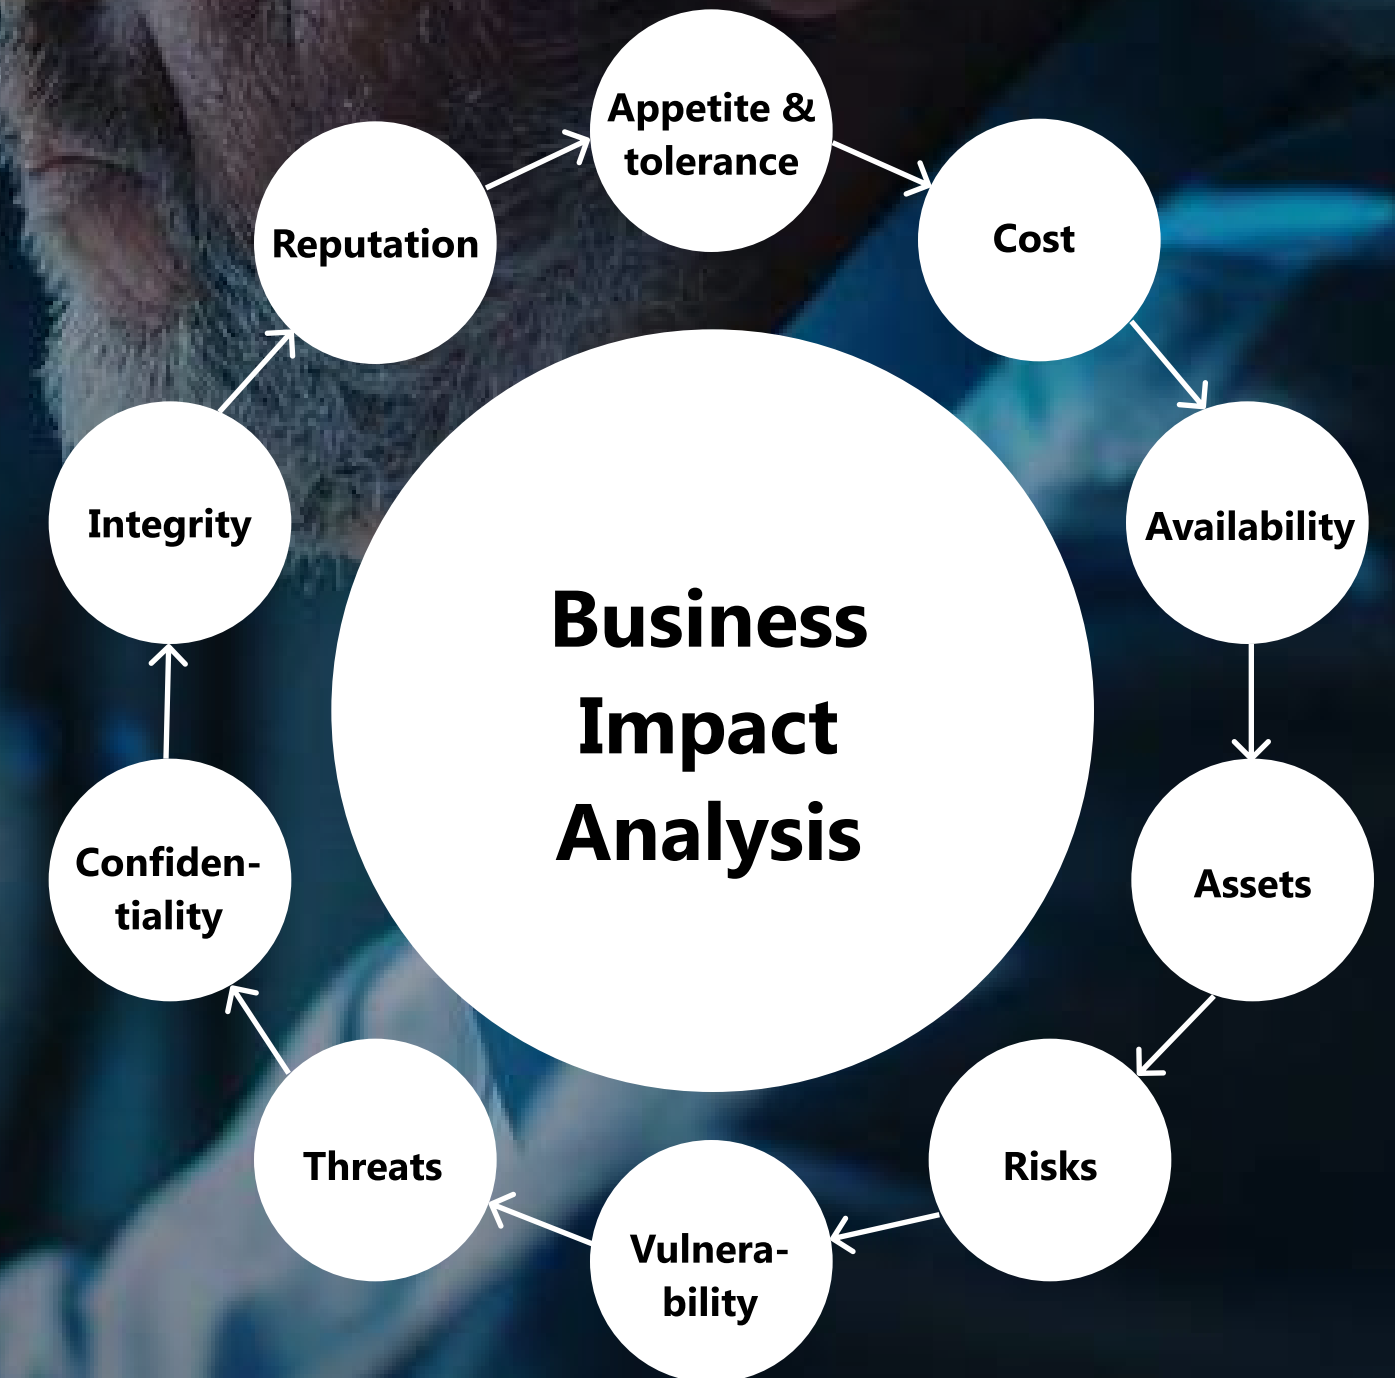 Appetite &
tolerance
Cost
Availability
Assets
Risks
Vulnera-
bility
Threats
Confiden-
tiality
Integrity
Reputation
Business
Impact
Analysis